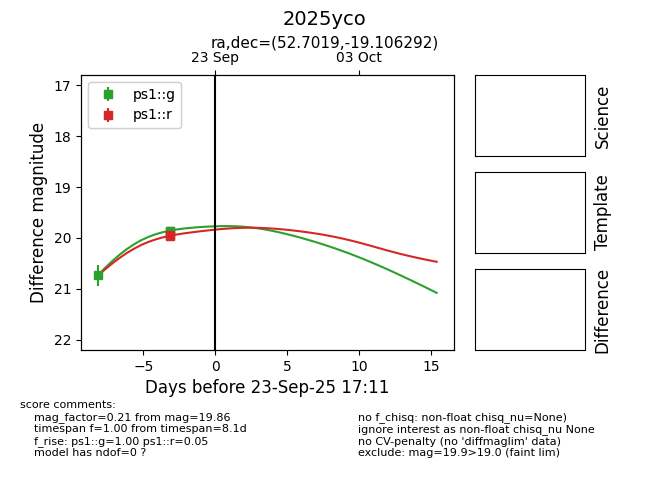 2025yco
ra,dec=(52.7019,-19.106292)
23 Sep
03 Oct
17
18
19
20
21
22
Difference magnitude
ps1::g
ps1::r
−5
0
5
10
15
Days before 23-Sep-25 17:11
Science
Template
Difference
score comments:
mag_factor=0.21 from mag=19.86
timespan f=1.00 from timespan=8.1d
f_rise: ps1::g=1.00 ps1::r=0.05
model has ndof=0 ?
no f_chisq: non-float chisq_nu=None)
ignore interest as non-float chisq_nu None
no CV-penalty (no 'diffmaglim' data)
exclude: mag=19.9>19.0 (faint lim)